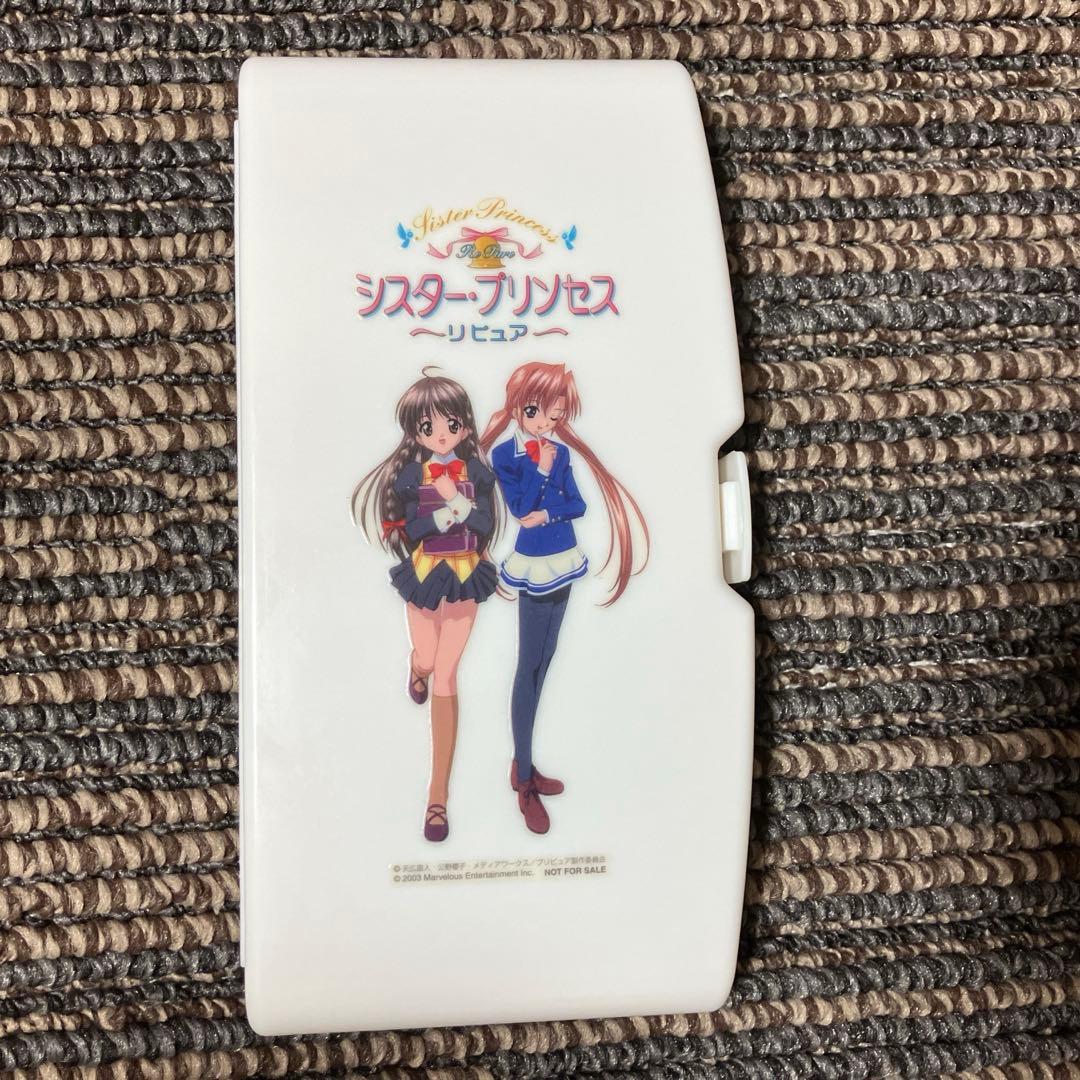 Sister Princess
Re Pure
シスター・プリンセス
～リピュア～
© 天広直人・公野櫻子・メディアワークス／プリピュア製作委員会
© 2003 Marvelous Entertainment Inc. NOT FOR SALE